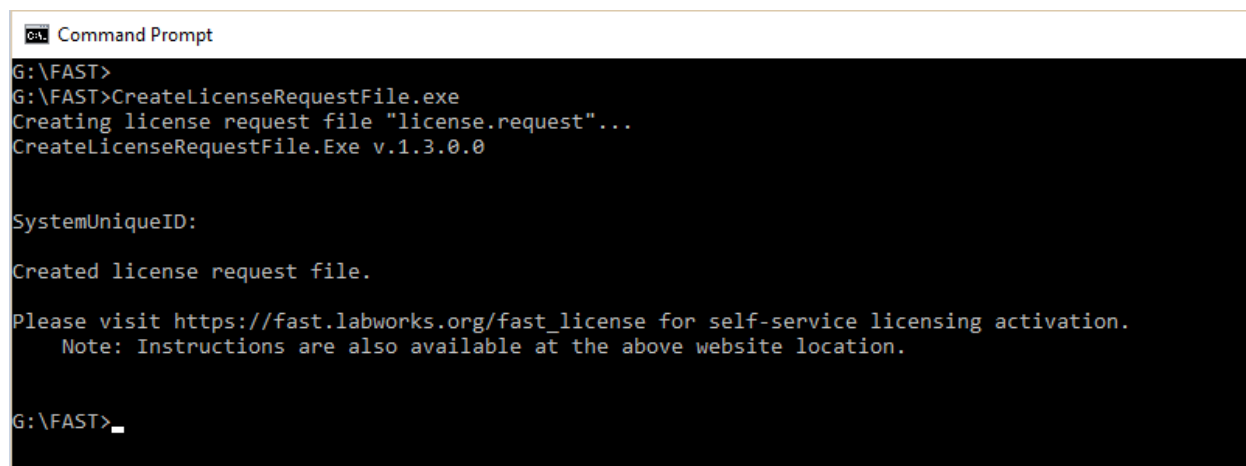 Command Prompt
G:\FAST>
G:\FAST>CreateLicenseRequestFile.exe
Creating license request file "license.request"...
CreateLicenseRequestFile.Exe v.1.3.0.0
SystemUniqueID:
Created license request file.
Please visit https://fast.labworks.org/fast_license for self-service licensing activation.
Note: Instructions are also available at the above website location.
G:\FAST>